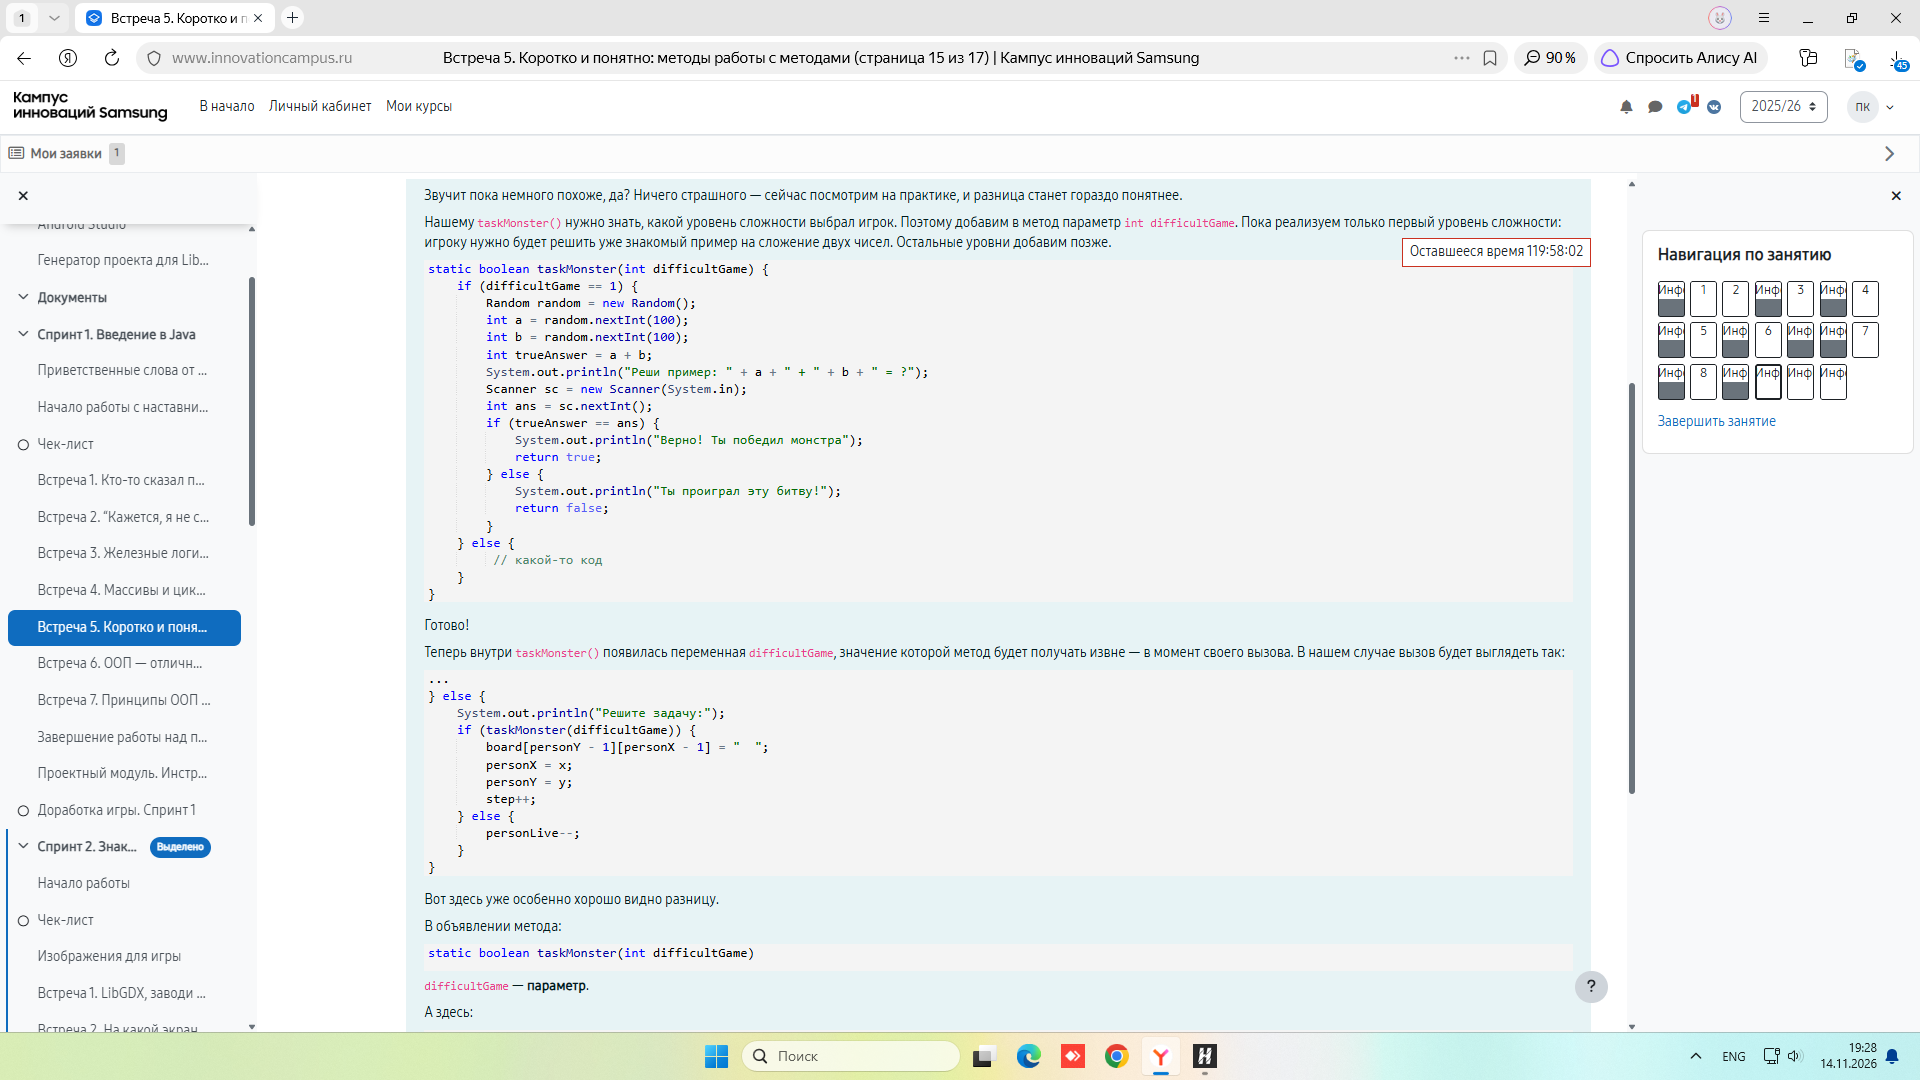 1
Встреча 5. Коротко и п
www.innovationcampus.ru
Встреча 5. Коротко и понятно: методы работы с методами (страница 15 из 17) | Кампус инноваций Samsung
90 %
Спросить Алису AI
45
Кампус
инноваций Samsung
В начало
Личный кабинет
Мои курсы
1
2025/26
ПК
Мои заявки
1
Android Studio
Генератор проекта для Lib...
Документы
Спринт 1. Введение в Java
Приветственные слова от ...
Начало работы с наставни...
Чек-лист
Встреча 1. Кто-то сказал п...
Встреча 2. “Кажется, я не с...
Встреча 3. Железные логи...
Встреча 4. Массивы и цик...
Встреча 5. Коротко и поня...
Встреча 6. ООП — отличн...
Встреча 7. Принципы ООП ...
Завершение работы над п...
Проектный модуль. Инстр...
Доработка игры. Спринт 1
Спринт 2. Знак...
Выделено
Начало работы
Чек-лист
Изображения для игры
Встреча 1. LibGDX, заводи ...
Встреча 2. На какой экран
Звучит пока немного похоже, да? Ничего страшного — сейчас посмотрим на практике, и разница станет гораздо понятнее.
Нашему taskMonster() нужно знать, какой уровень сложности выбрал игрок. Поэтому добавим в метод параметр int difficultGame. Пока реализуем только первый уровень сложности:
игроку нужно будет решить уже знакомый пример на сложение двух чисел. Остальные уровни добавим позже.
Оставшееся время 119:58:02
static boolean taskMonster(int difficultGame) {
if (difficultGame == 1) {
Random random = new Random();
int a = random.nextInt(100);
int b = random.nextInt(100);
int trueAnswer = a + b;
System.out.println("Реши пример: " + a + " + " + b + " = ?");
Scanner sc = new Scanner(System.in);
int ans = sc.nextInt();
if (trueAnswer == ans) {
System.out.println("Верно! Ты победил монстра");
return true;
} else {
System.out.println("Ты проиграл эту битву!");
return false;
}
} else {
// какой-то код
}
}
Готово!
Теперь внутри taskMonster() появилась переменная difficultGame, значение которой метод будет получать извне — в момент своего вызова. В нашем случае вызов будет выглядеть так:
...
} else {
System.out.println("Решите задачу:");
if (taskMonster(difficultGame)) {
board[personY - 1][personX - 1] = "  ";
personX = x;
personY = y;
step++;
} else {
personLive--;
}
}
Вот здесь уже особенно хорошо видно разницу.
В объявлении метода:
static boolean taskMonster(int difficultGame)
difficultGame — параметр.
А здесь:
?
Навигация по занятию
Инф 1 2 Инф 3 Инф 4
Инф 5 Инф 6 Инф Инф 7
Инф 8 Инф Инф Инф Инф
Завершить занятие
Поиск
ENG
19:28
14.11.2026